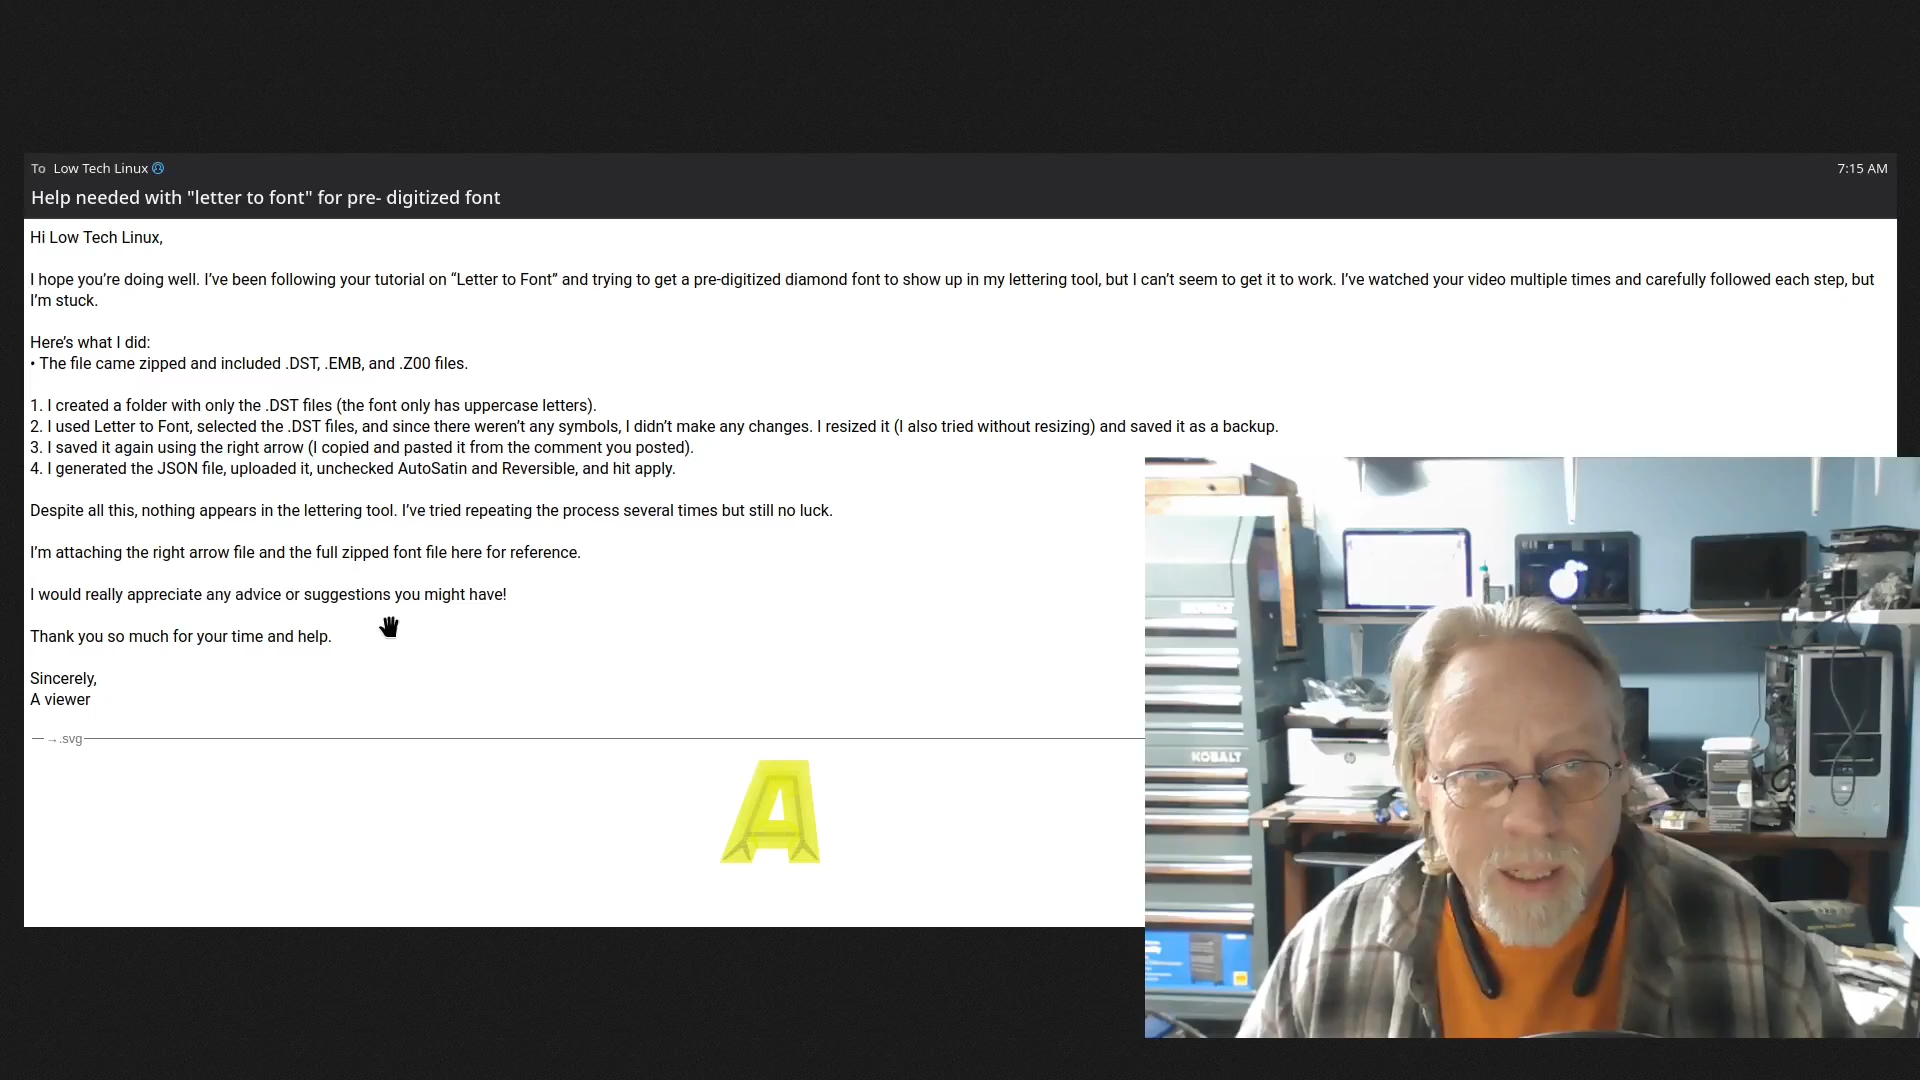 To Low Tech Linux
7:15 AM
Help needed with "letter to font" for pre- digitized font
Hi Low Tech Linux,
I hope you’re doing well. I’ve been following your tutorial on “Letter to Font” and trying to get a pre-digitized diamond font to show up in my lettering tool, but I can’t seem to get it to work. I’ve watched your video multiple times and carefully followed each step, but
I’m stuck.
Here’s what I did:
• The file came zipped and included .DST, .EMB, and .Z00 files.
1. I created a folder with only the .DST files (the font only has uppercase letters).
2. I used Letter to Font, selected the .DST files, and since there weren’t any symbols, I didn’t make any changes. I resized it (I also tried without resizing) and saved it as a backup.
3. I saved it again using the right arrow (I copied and pasted it from the comment you posted).
4. I generated the JSON file, uploaded it, unchecked AutoSatin and Reversible, and hit apply.
Despite all this, nothing appears in the lettering tool. I’ve tried repeating the process several times but still no luck.
I’m attaching the right arrow file and the full zipped font file here for reference.
I would really appreciate any advice or suggestions you might have!
Thank you so much for your time and help.
Sincerely,
A viewer
→.svg
A
KOBALT